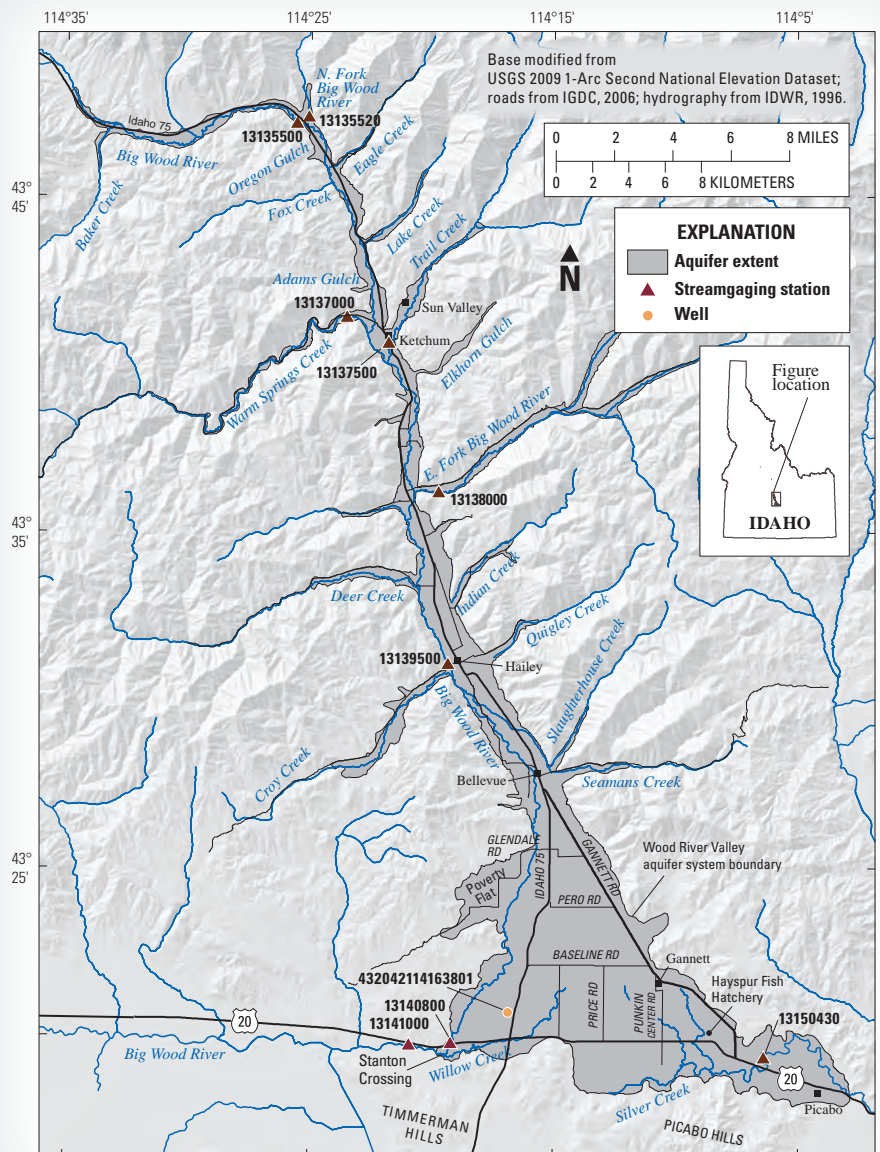 114°35'
114°25'
114°15'
114°5'
Base modified from
USGS 2009 1-Arc Second National Elevation Dataset;
roads from IGDC, 2006; hydrography from IDWR, 1996.
0 2 4 6 8 MILES
0 2 4 6 8 KILOMETERS
N
EXPLANATION
Aquifer extent
Streamgaging station
Well
Figure
location
IDAHO
N. Fork
Big Wood
River
Idaho 75
13135520
13135500
Big Wood River
Oregon Gulch
Eagle Creek
Baker Creek
Fox Creek
43°
45'
Lake Creek
Trail Creek
Adams Gulch
13137000
Sun Valley
Ketchum
13137500
Elkhorn Gulch
Warm Springs Creek
E. Fork Big Wood River
13138000
43°
35'
Indian Creek
Deer Creek
Quigley Creek
13139500
Hailey
Slaughterhouse Creek
Big Wood River
Croy Creek
Bellevue
Seamans Creek
43°
25'
GLENDALE
RD
IDAHO 75
GANNETT RD
Wood River Valley
aquifer system boundary
Poverty
Flat
PERO RD
BASELINE RD
Gannett
432042114163801
PRICE RD
PUNKIN
CENTER RD
Hayspur Fish
Hatchery
13140800
13141000
13150430
20
Big Wood River
Stanton
Crossing
Willow Creek
20
Silver Creek
Picabo
TIMMERMAN
HILLS
PICABO HILLS